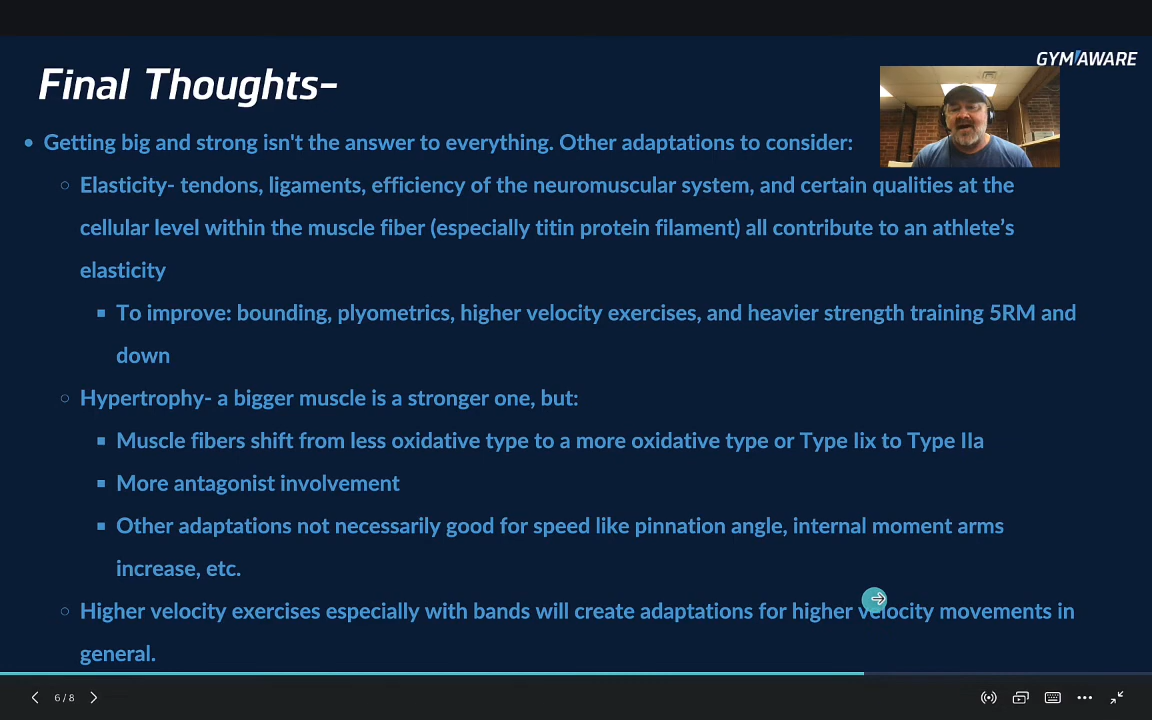 GYMAWARE
Final Thoughts-
• Getting big and strong isn't the answer to everything. Other adaptations to consider:
○ Elasticity- tendons, ligaments, efficiency of the neuromuscular system, and certain qualities at the
cellular level within the muscle fiber (especially titin protein filament) all contribute to an athlete’s
elasticity
■ To improve: bounding, plyometrics, higher velocity exercises, and heavier strength training 5RM and
down
○ Hypertrophy- a bigger muscle is a stronger one, but:
■ Muscle fibers shift from less oxidative type to a more oxidative type or Type Iix to Type IIa
■ More antagonist involvement
■ Other adaptations not necessarily good for speed like pinnation angle, internal moment arms
increase, etc.
○ Higher velocity exercises especially with bands will create adaptations for higher velocity movements in
general.
6 / 8